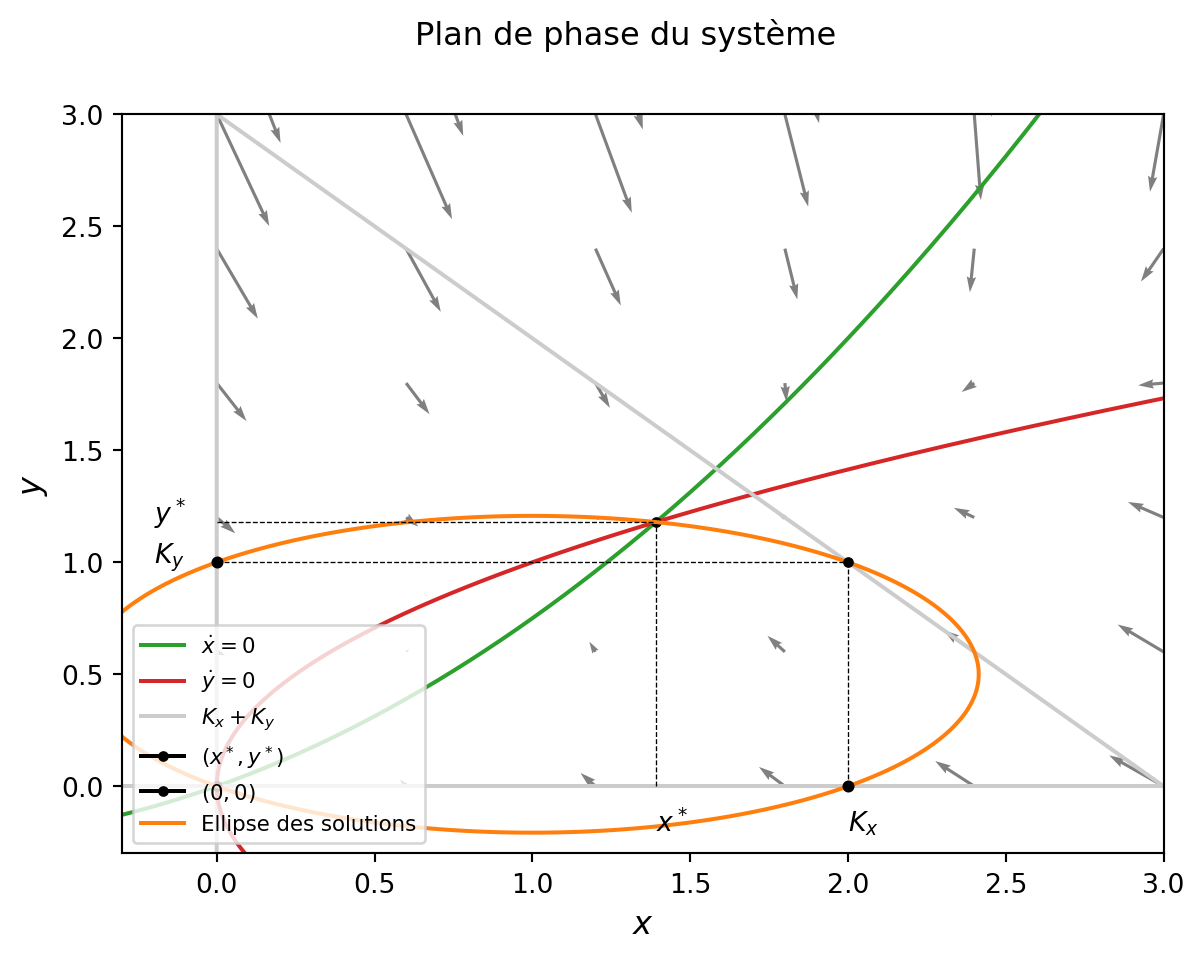 Plan de phase du système
3.0
2.5
2.0
1.5
1.0
0.5
0.0
y
y*
K_y
ẋ = 0
ẏ = 0
K_x + K_y
(x*, y*)
(0, 0)
Ellipse des solutions
x*
K_x
0.0 0.5 1.0 1.5 2.0 2.5 3.0
x